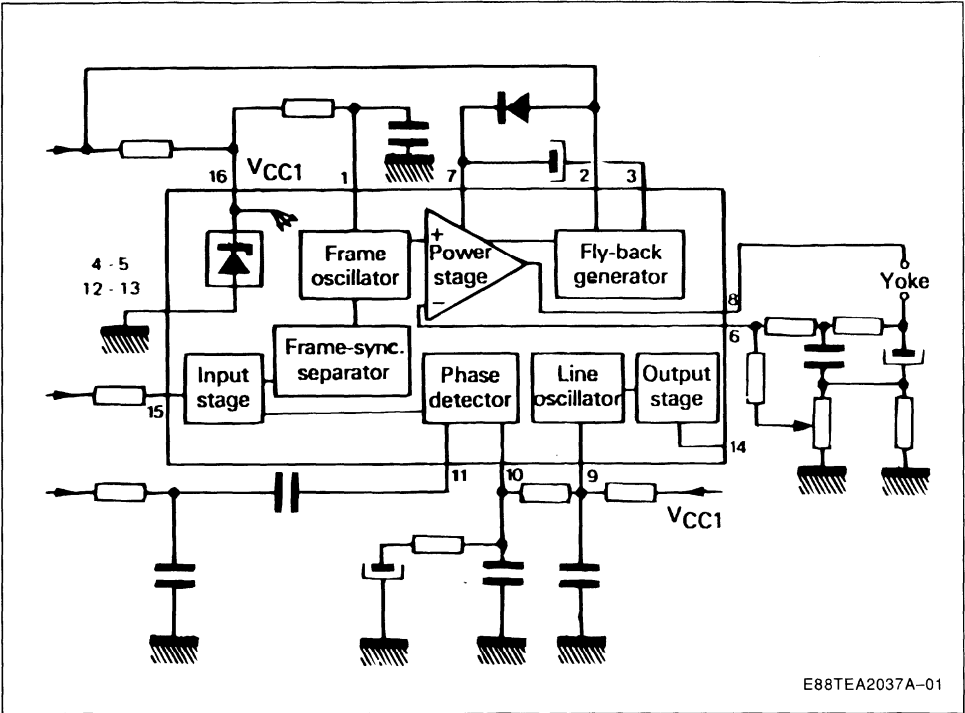 16
VCC1
1
7
2
3
4 - 5
12 - 13
Frame
oscillator
+
Power
stage
−
Fly-back
generator
8
Yoke
6
Frame-sync.
separator
Input
stage
15
Phase
detector
Line
oscillator
Output
stage
14
11
10
9
VCC1
E88TEA2037A-01